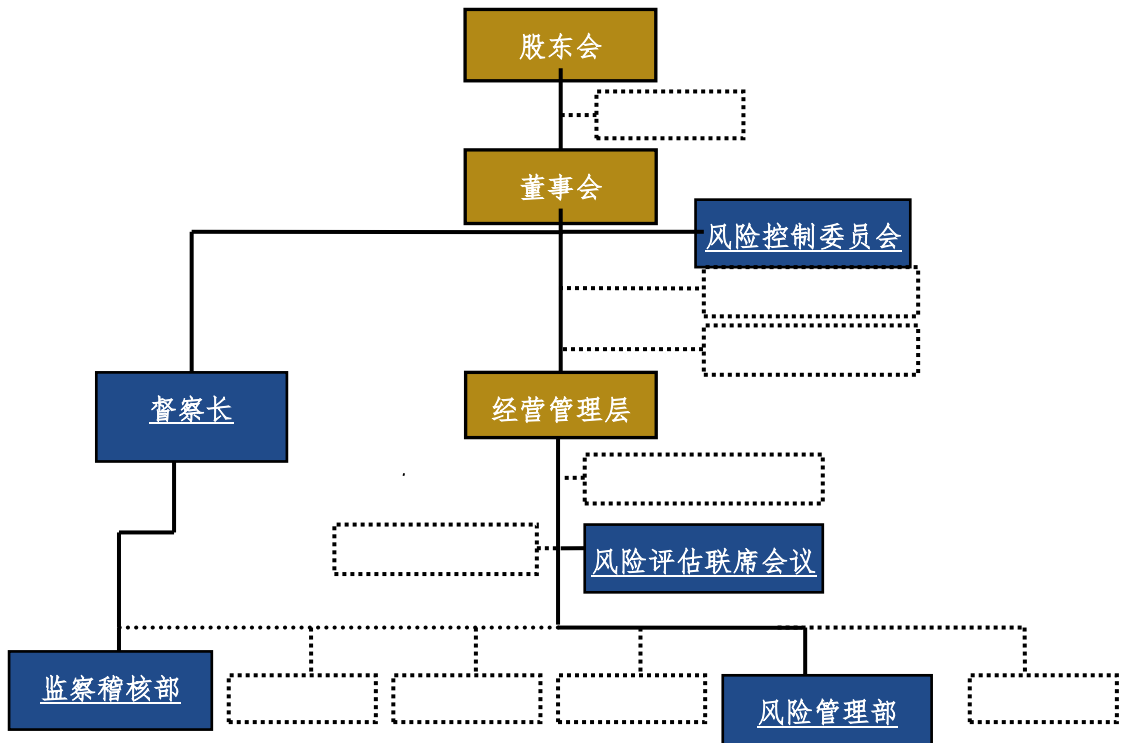 股东会
董事会
风险控制委员会
督察长
经营管理层
风险评估联席会议
监察稽核部
风险管理部